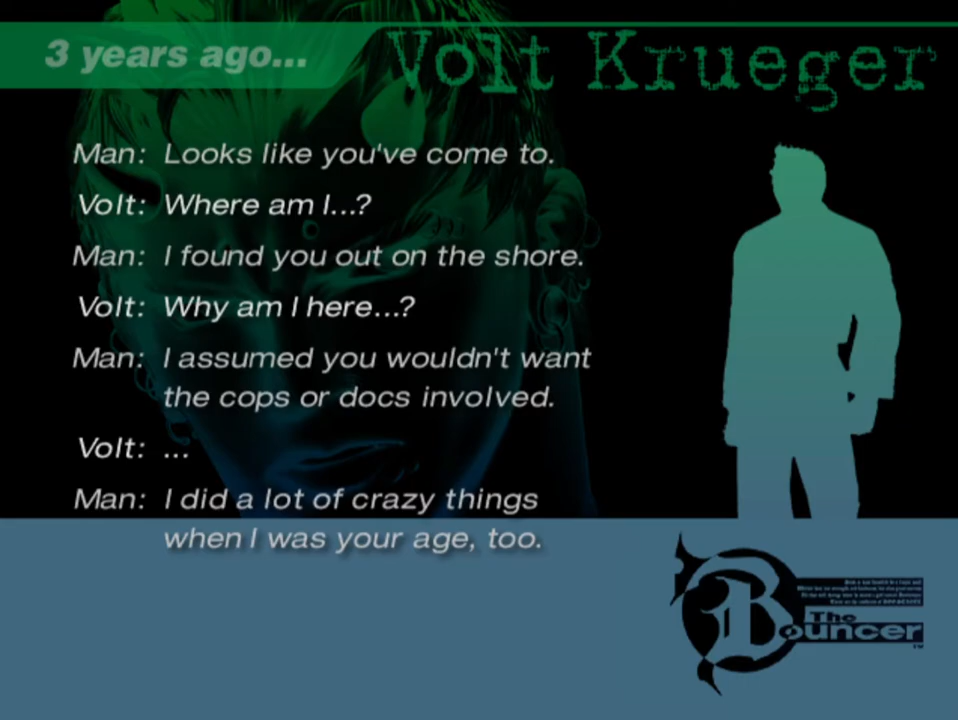 3 years ago...
Volt Krueger
Man: Looks like you've come to.
Volt: Where am I...?
Man: I found you out on the shore.
Volt: Why am I here...?
Man: I assumed you wouldn't want
the cops or docs involved.
Volt: ...
Man: I did a lot of crazy things
when I was your age, too.
The
Bouncer
TM